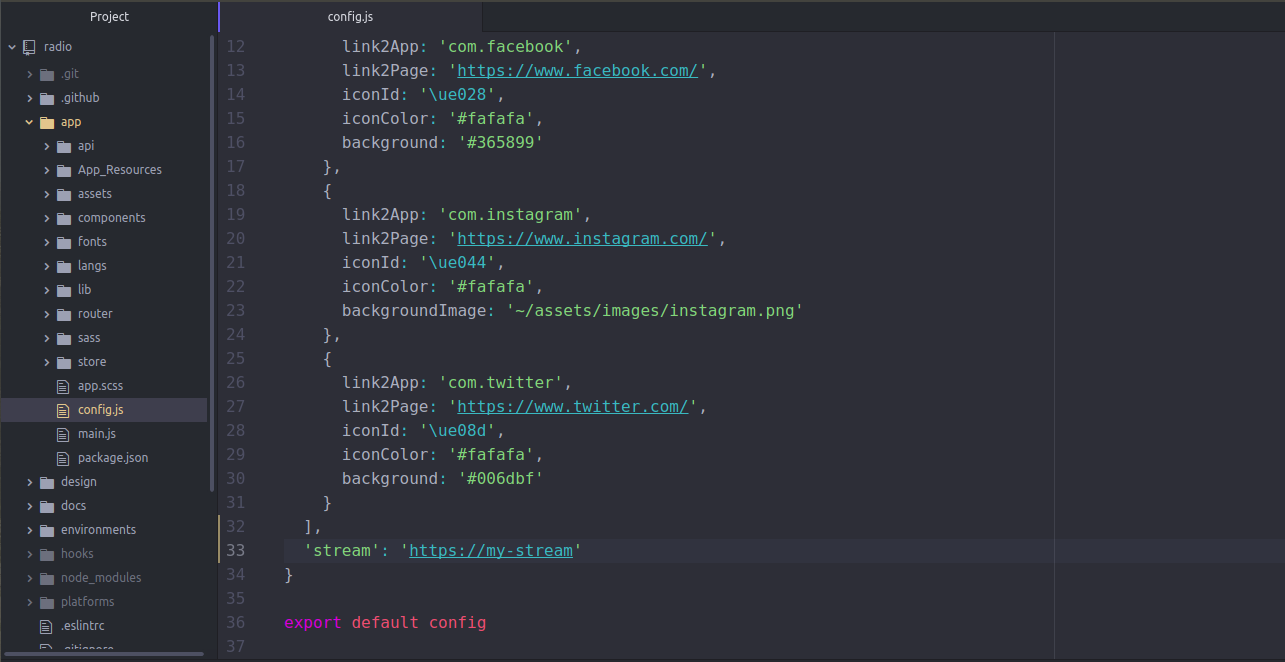 Project
radio
.git
.github
app
api
App_Resources
assets
components
fonts
langs
lib
router
sass
store
app.scss
config.js
main.js
package.json
design
docs
environments
hooks
node_modules
platforms
.eslintrc
.gitignore
config.js
12 link2App: 'com.facebook',
13 link2Page: 'https://www.facebook.com/',
14 iconId: '\ue028',
15 iconColor: '#fafafa',
16 background: '#365899'
17 },
18 {
19 link2App: 'com.instagram',
20 link2Page: 'https://www.instagram.com/',
21 iconId: '\ue044',
22 iconColor: '#fafafa',
23 backgroundImage: '~/assets/images/instagram.png'
24 },
25 {
26 link2App: 'com.twitter',
27 link2Page: 'https://www.twitter.com/',
28 iconId: '\ue08d',
29 iconColor: '#fafafa',
30 background: '#006dbf'
31 }
32 ],
33 'stream': 'https://my-stream'
34 }
35
36 export default config
37